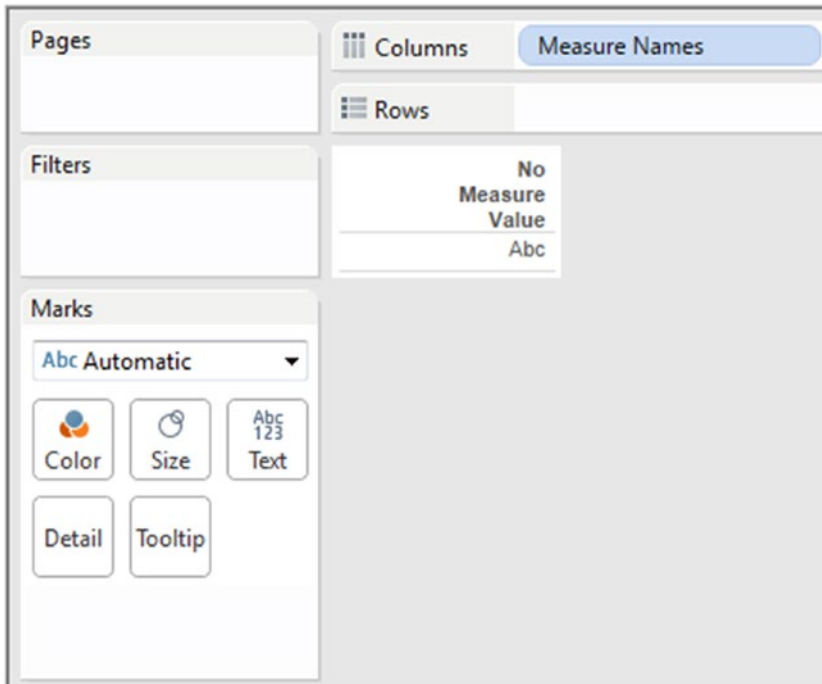 Pages
Columns
Measure Names
Rows
Filters
No
Measure
Value
Abc
Marks
Abc Automatic
Color
Size
Abc
123
Text
Detail
Tooltip